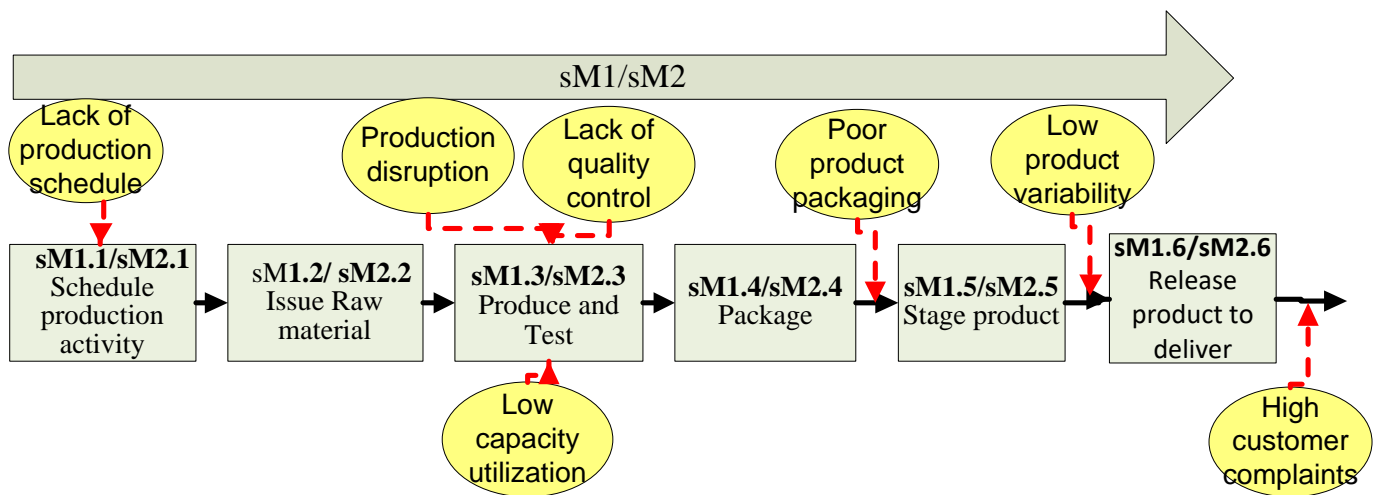 sM1/sM2
Lack of
production
schedule
Production
disruption
Lack of
quality
control
Poor
product
packaging
Low
product
variability
sM1.1/sM2.1
Schedule
production
activity
sM1.2/ sM2.2
Issue Raw
material
sM1.3/sM2.3
Produce and
Test
sM1.4/sM2.4
Package
sM1.5/sM2.5
Stage product
sM1.6/sM2.6
Release
product to
deliver
Low
capacity
utilization
High
customer
complaints